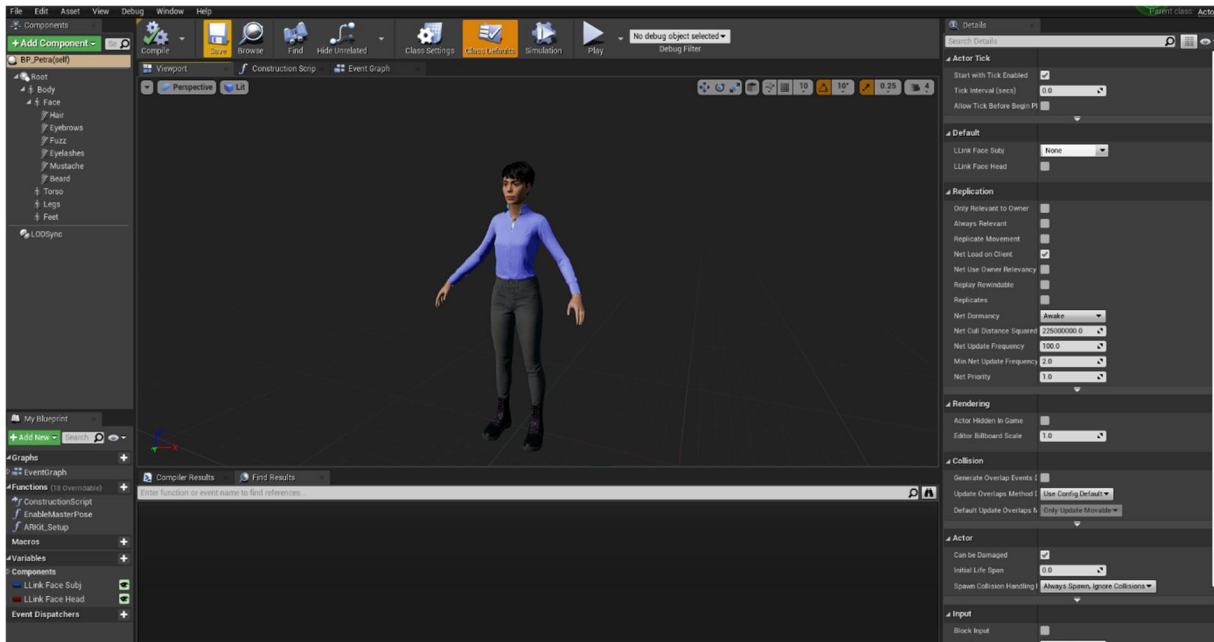 File Edit Asset View Debug Window Help
Parent class: Acto
Components
+Add Component
Se
BP_Petra(self)
Root
Body
Face
Hair
Eyebrows
Fuzz
Eyelashes
Mustache
Beard
Torso
Legs
Feet
LODSync
My Blueprint
+Add New
Search
Graphs
EventGraph
Functions (18 Overridable)
ConstructionScript
EnableMasterPose
ARKit_Setup
Macros
Variables
Components
LLink Face Subj
LLink Face Head
Event Dispatchers
Compile
Save
Browse
Find
Hide Unrelated
Class Settings
Class Defaults
Simulation
Play
No debug object selected
Debug Filter
Viewport
Construction Scrip
Event Graph
Perspective
Lit
10
10°
0.25
4
X
Compiler Results
Find Results
Enter function or event name to find references...
Details
Search Details
Actor Tick
Start with Tick Enabled
Tick Interval (secs) 0.0
Allow Tick Before Begin Pl
Default
LLink Face Subj None
LLink Face Head
Replication
Only Relevant to Owner
Always Relevant
Replicate Movement
Net Load on Client
Net Use Owner Relevancy
Replay Rewindable
Replicates
Net Dormancy Awake
Net Cull Distance Squared 225000000.0
Net Update Frequency 100.0
Min Net Update Frequency 2.0
Net Priority 1.0
Rendering
Actor Hidden In Game
Editor Billboard Scale 1.0
Collision
Generate Overlap Events
Update Overlaps Method Use Config Default
Default Update Overlaps Only Update Movable
Actor
Can be Damaged
Initial Life Span 0.0
Spawn Collision Handling Always Spawn, Ignore Collisions
Input
Block Input